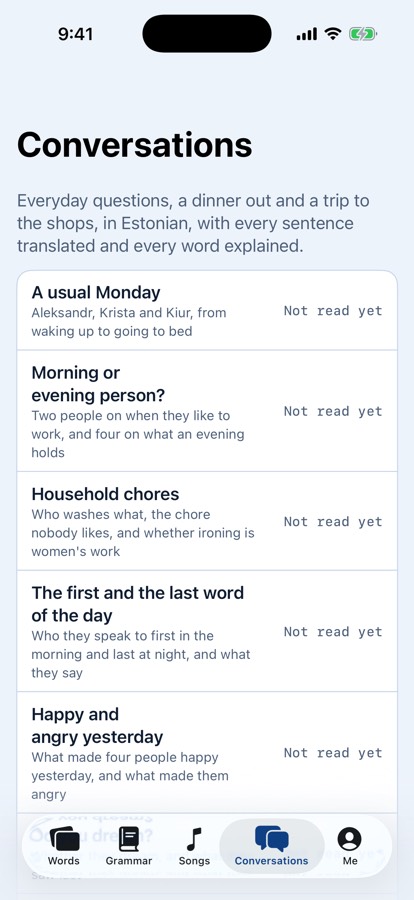 9:41
Conversations
Everyday questions, a dinner out and a trip to
the shops, in Estonian, with every sentence
translated and every word explained.
A usual Monday
Aleksandr, Krista and Kiur, from
waking up to going to bed
Not read yet
Morning or
evening person?
Two people on when they like to
work, and four on what an evening
holds
Not read yet
Household chores
Who washes what, the chore
nobody likes, and whether ironing is
women's work
Not read yet
The first and the last word
of the day
Who they speak to first in the
morning and last at night, and what
they say
Not read yet
Happy and
angry yesterday
What made four people happy
yesterday, and what made them
angry
Not read yet
dream?
Words
Grammar
Songs
Conversations
Me